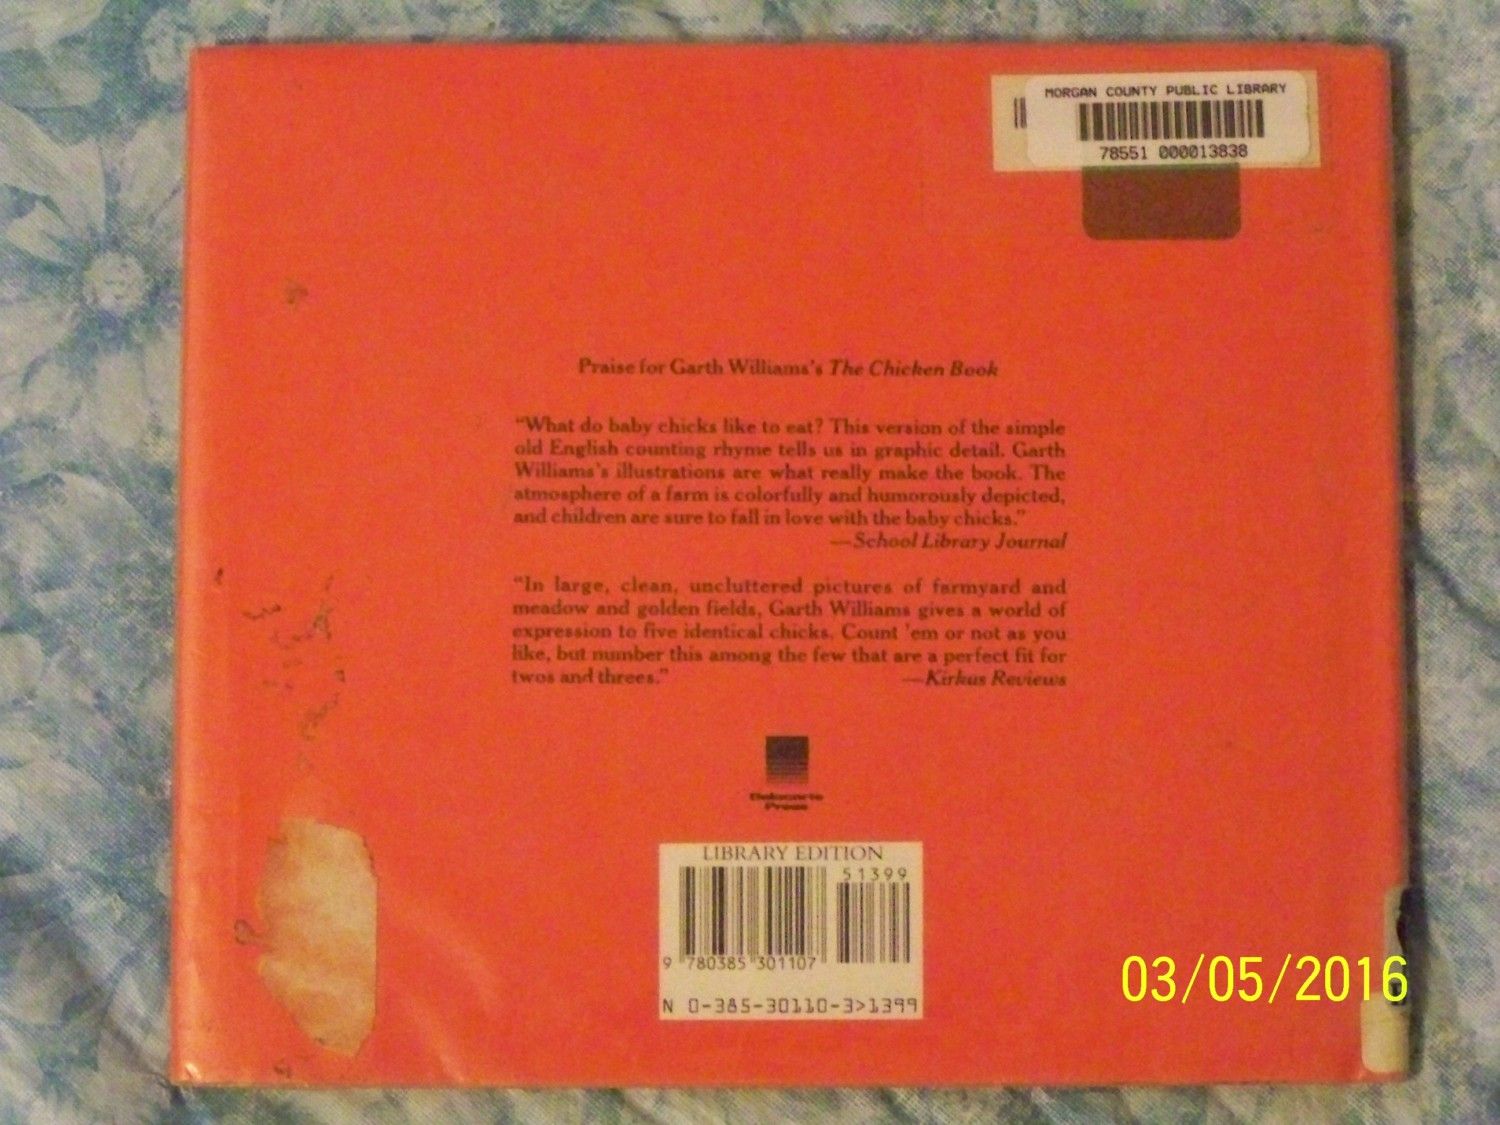 MORGAN COUNTY PUBLIC LIBRARY
78551 000013838
Praise for Garth Williams's The Chicken Book
“What do baby chicks like to eat? This version of the simple
old English counting rhyme tells us in graphic detail. Garth
Williams's illustrations are what really make the book. The
atmosphere of a farm is colorfully and humorously depicted,
and children are sure to fall in love with the baby chicks.”
—School Library Journal
“In large, clean, uncluttered pictures of farmyard and
meadow and golden fields, Garth Williams gives a world of
expression to five identical chicks. Count 'em or not as you
like, but number this among the few that are a perfect fit for
twos and threes.” —Kirkus Reviews
Delacorte
Press
LIBRARY EDITION
51399
9 780385 301107
N 0-385-30110-3>1399
03/05/2016